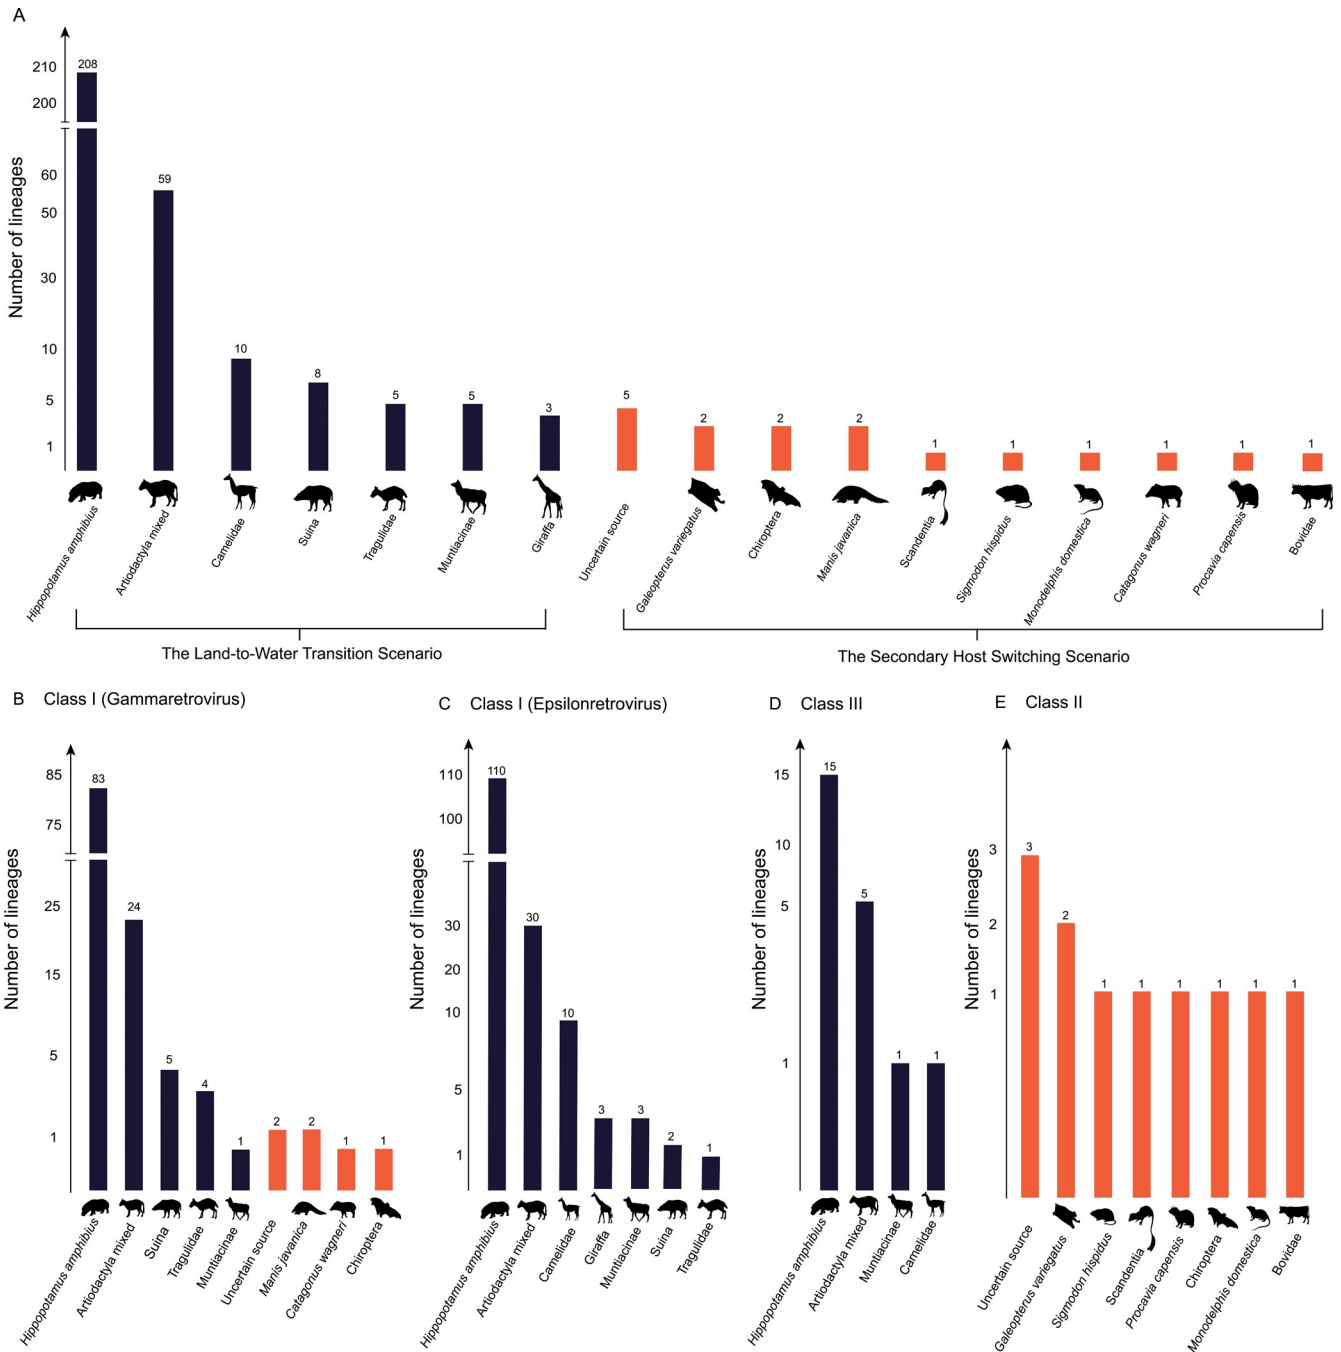 A
Number of lineages
210
200
60
50
30
10
5
1
208
59
10
8
5
5
3
5
2
2
2
1
1
1
1
1
1
Hippopotamus amphibius
Artiodactyla mixed
Camelidae
Suina
Tragulidae
Muntiacinae
Giraffa
Uncertain source
Galeopterus variegatus
Chiroptera
Manis javanica
Scandentia
Sigmodon hispidus
Monodelphis domestica
Catagonus wagneri
Procavia capensis
Bovidae
The Land-to-Water Transition Scenario
The Secondary Host Switching Scenario
B Class I (Gammaretrovirus)
Number of lineages
85
75
25
15
5
1
83
24
5
4
1
2
2
1
1
Hippopotamus amphibius
Artiodactyla mixed
Suina
Tragulidae
Muntiacinae
Uncertain source
Manis javanica
Catagonus wagneri
Chiroptera
C Class I (Epsilonretrovirus)
Number of lineages
110
100
30
20
10
5
1
110
30
10
3
3
2
1
Hippopotamus amphibius
Artiodactyla mixed
Camelidae
Giraffa
Muntiacinae
Suina
Tragulidae
D Class III
Number of lineages
15
10
5
1
15
5
1
1
Hippopotamus amphibius
Artiodactyla mixed
Muntiacinae
Camelidae
E Class II
Number of lineages
3
2
1
3
2
1
1
1
1
1
1
Uncertain source
Galeopterus variegatus
Sigmodon hispidus
Scandentia
Procavia capensis
Chiroptera
Monodelphis domestica
Bovidae